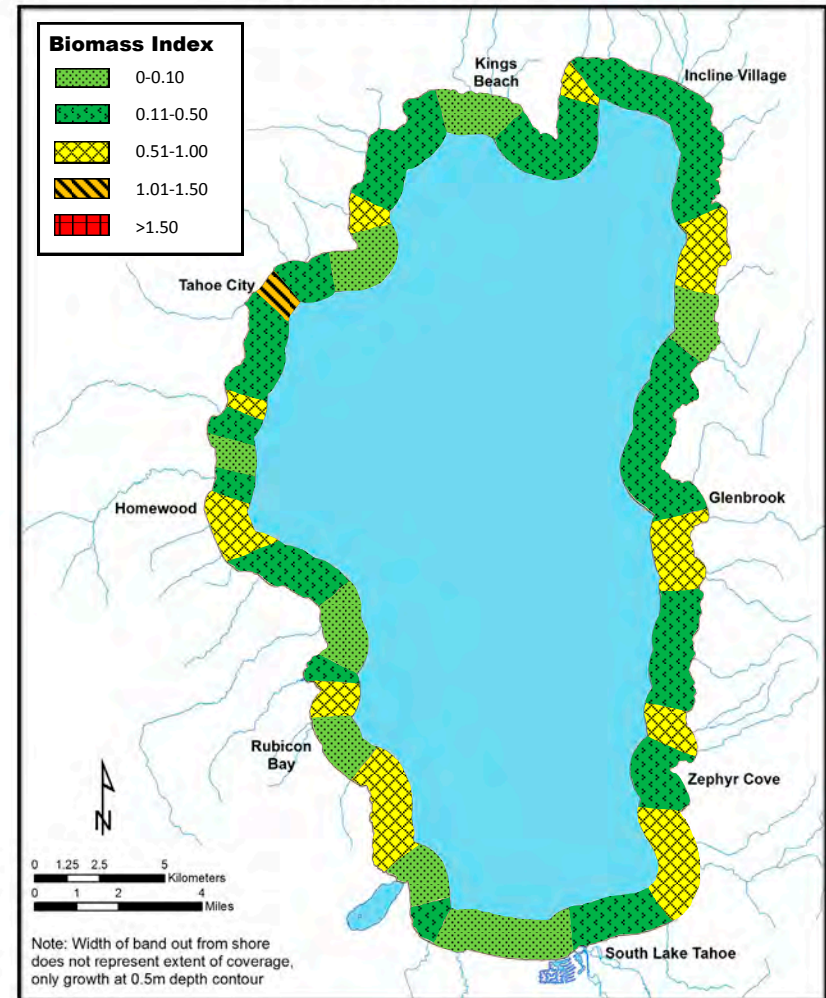 Biomass Index
0-0.10
0.11-0.50
0.51-1.00
1.01-1.50
>1.50
Kings
Beach
Incline Village
Tahoe City
Homewood
Glenbrook
Rubicon
Bay
Zephyr Cove
South Lake Tahoe
N
0 1.25 2.5 5
Kilometers
0 1 2 4
Miles
Note: Width of band out from shore
does not represent extent of coverage,
only growth at 0.5m depth contour